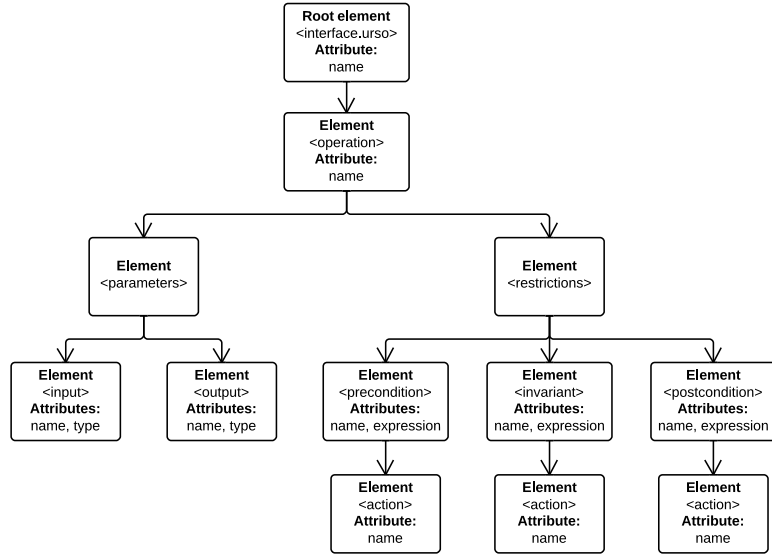 Root element
<interface.urso>
Attribute:
name
Element
<operation>
Attribute:
name
Element
<parameters>
Element
<restrictions>
Element
<input>
Attributes:
name, type
Element
<output>
Attributes:
name, type
Element
<precondition>
Attributes:
name, expression
Element
<invariant>
Attributes:
name, expression
Element
<postcondition>
Attributes:
name, expression
Element
<action>
Attribute:
name
Element
<action>
Attribute:
name
Element
<action>
Attribute:
name